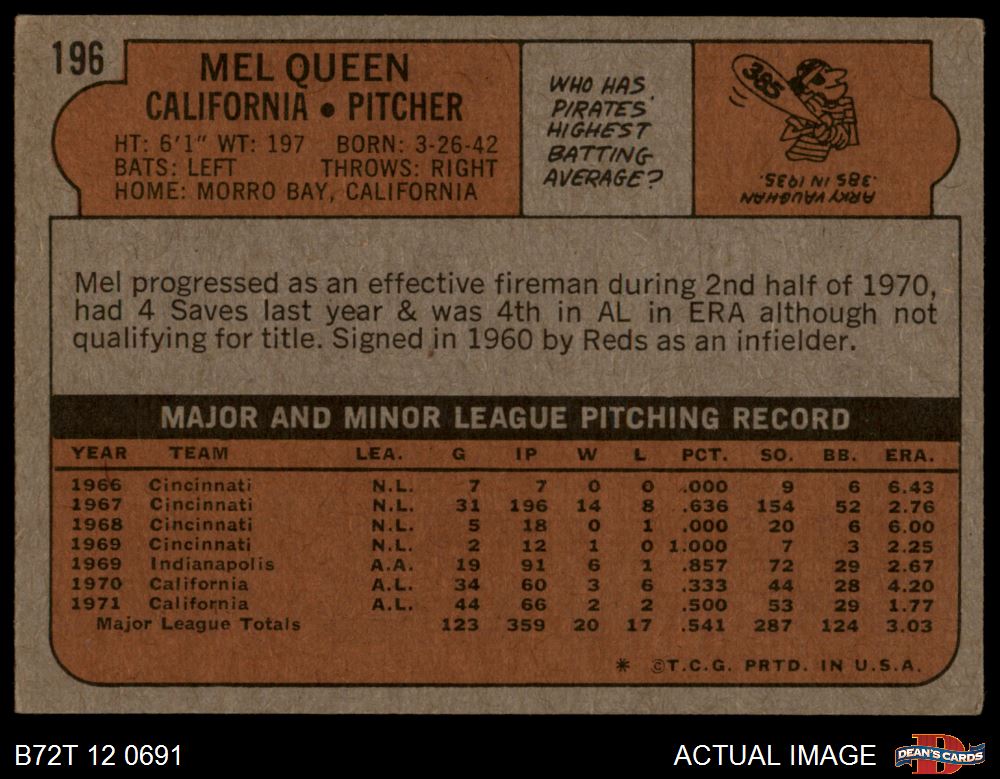 196
MEL QUEEN
CALIFORNIA • PITCHER
HT: 6'1" WT: 197 BORN: 3-26-42
BATS: LEFT THROWS: RIGHT
HOME: MORRO BAY, CALIFORNIA
WHO HAS
PIRATES'
HIGHEST
BATTING
AVERAGE?
385
ARKY VAUGHAN
.385 IN 1935.
Mel progressed as an effective fireman during 2nd half of 1970,
had 4 Saves last year & was 4th in AL in ERA although not
qualifying for title. Signed in 1960 by Reds as an infielder.
MAJOR AND MINOR LEAGUE PITCHING RECORD
YEAR TEAM LEA. G IP W L PCT. SO. BB. ERA.
1966 Cincinnati N.L. 7 7 0 0 .000 9 6 6.43
1967 Cincinnati N.L. 31 196 14 8 .636 154 52 2.76
1968 Cincinnati N.L. 5 18 0 1 .000 20 6 6.00
1969 Cincinnati N.L. 2 12 1 0 1.000 7 3 2.25
1969 Indianapolis A.A. 19 91 6 1 .857 72 29 2.67
1970 California A.L. 34 60 3 6 .333 44 28 4.20
1971 California A.L. 44 66 2 2 .500 53 29 1.77
Major League Totals 123 359 20 17 .541 287 124 3.03
* ©T.C.G. PRTD. IN U.S.A.
B72T 12 0691
ACTUAL IMAGE
DEAN'S CARDS